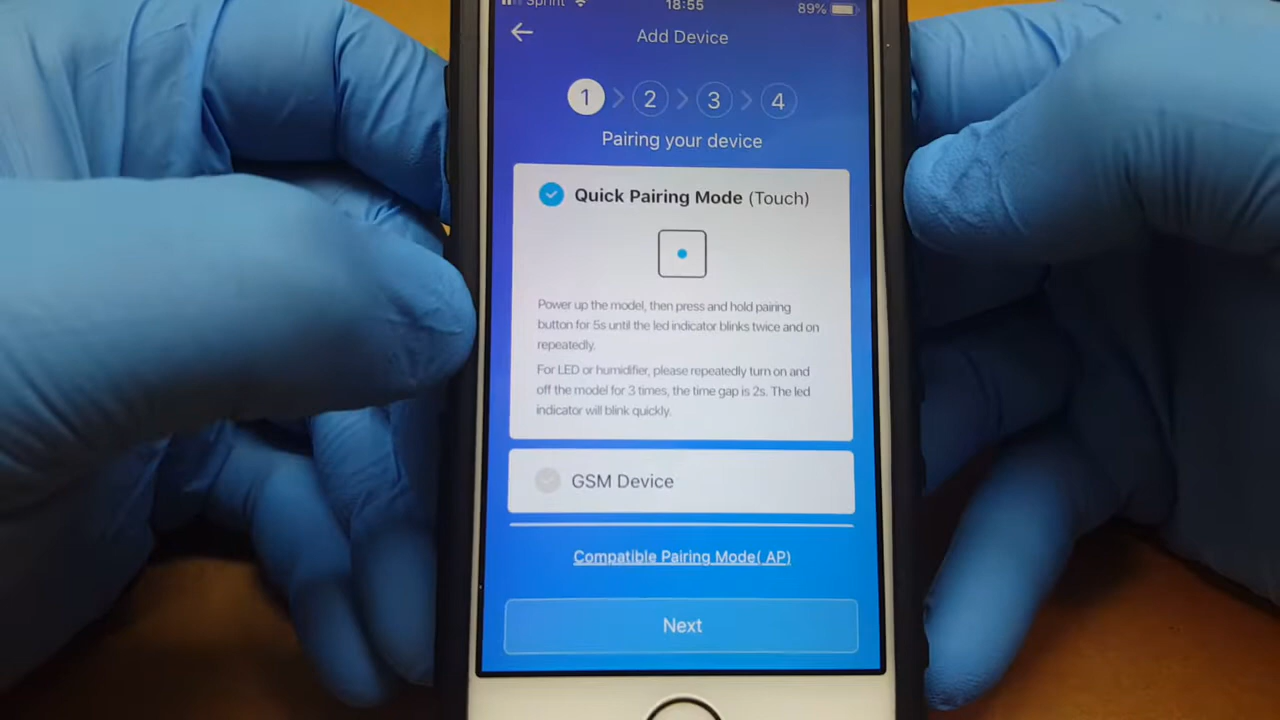 Sprint 18:55 89%
Add Device
1 > 2 > 3 > 4
Pairing your device
Quick Pairing Mode (Touch)
Power up the model, then press and hold pairing
button for 5s until the led indicator blinks twice and on
repeatedly.
For LED or humidifier, please repeatedly turn on and
off the model for 3 times, the time gap is 2s. The led
indicator will blink quickly.
GSM Device
Compatible Pairing Mode( AP)
Next